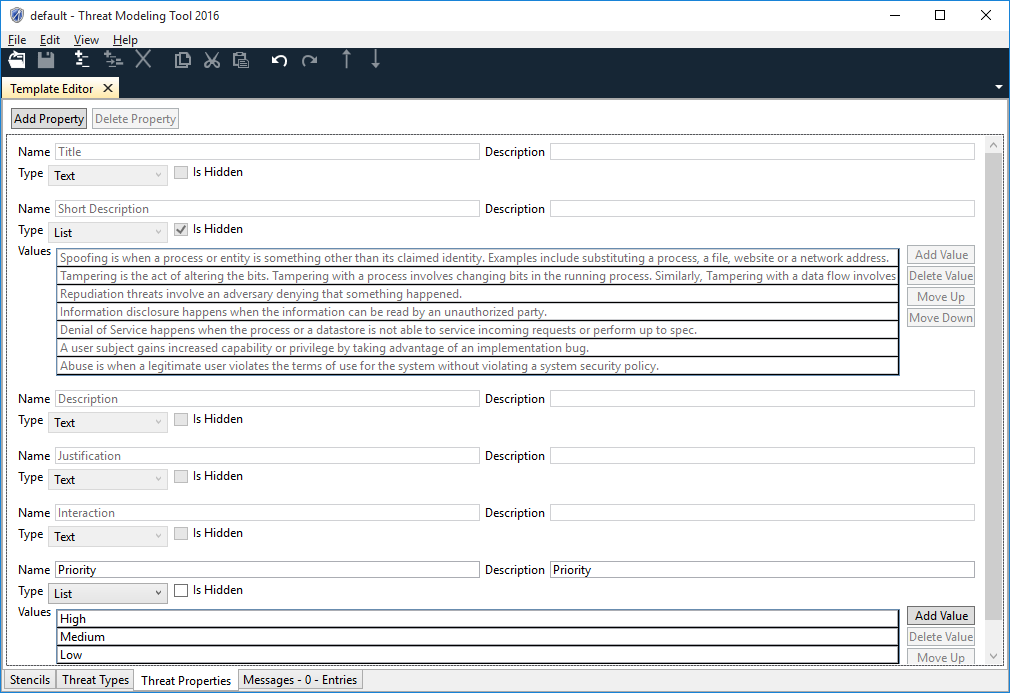 default - Threat Modeling Tool 2016
File Edit View Help
Template Editor
Add Property Delete Property
Name Title Description
Type Text Is Hidden
Name Short Description Description
Type List Is Hidden
Values
Spoofing is when a process or entity is something other than its claimed identity. Examples include substituting a process, a file, website or a network address. Add Value
Tampering is the act of altering the bits. Tampering with a process involves changing bits in the running process. Similarly, Tampering with a data flow involves Delete Value
Repudiation threats involve an adversary denying that something happened. Move Up
Information disclosure happens when the information can be read by an unauthorized party. Move Down
Denial of Service happens when the process or a datastore is not able to service incoming requests or perform up to spec.
A user subject gains increased capability or privilege by taking advantage of an implementation bug.
Abuse is when a legitimate user violates the terms of use for the system without violating a system security policy.
Name Description Description
Type Text Is Hidden
Name Justification Description
Type Text Is Hidden
Name Interaction Description
Type Text Is Hidden
Name Priority Description Priority
Type List Is Hidden
Values High Add Value
Medium Delete Value
Low Move Up
Stencils Threat Types Threat Properties Messages - 0 - Entries